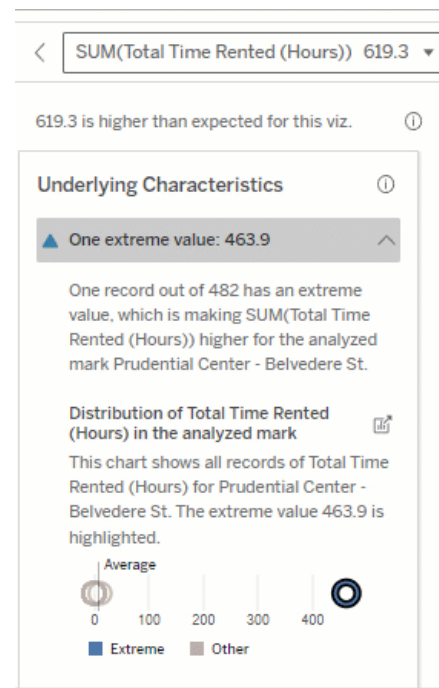 SUM(Total Time Rented (Hours)) 619.3
619.3 is higher than expected for this viz.
Underlying Characteristics
One extreme value: 463.9
One record out of 482 has an extreme
value, which is making SUM(Total Time
Rented (Hours)) higher for the analyzed
mark Prudential Center - Belvedere St.
Distribution of Total Time Rented
(Hours) in the analyzed mark
This chart shows all records of Total Time
Rented (Hours) for Prudential Center -
Belvedere St. The extreme value 463.9 is
highlighted.
Average
0 100 200 300 400
Extreme Other